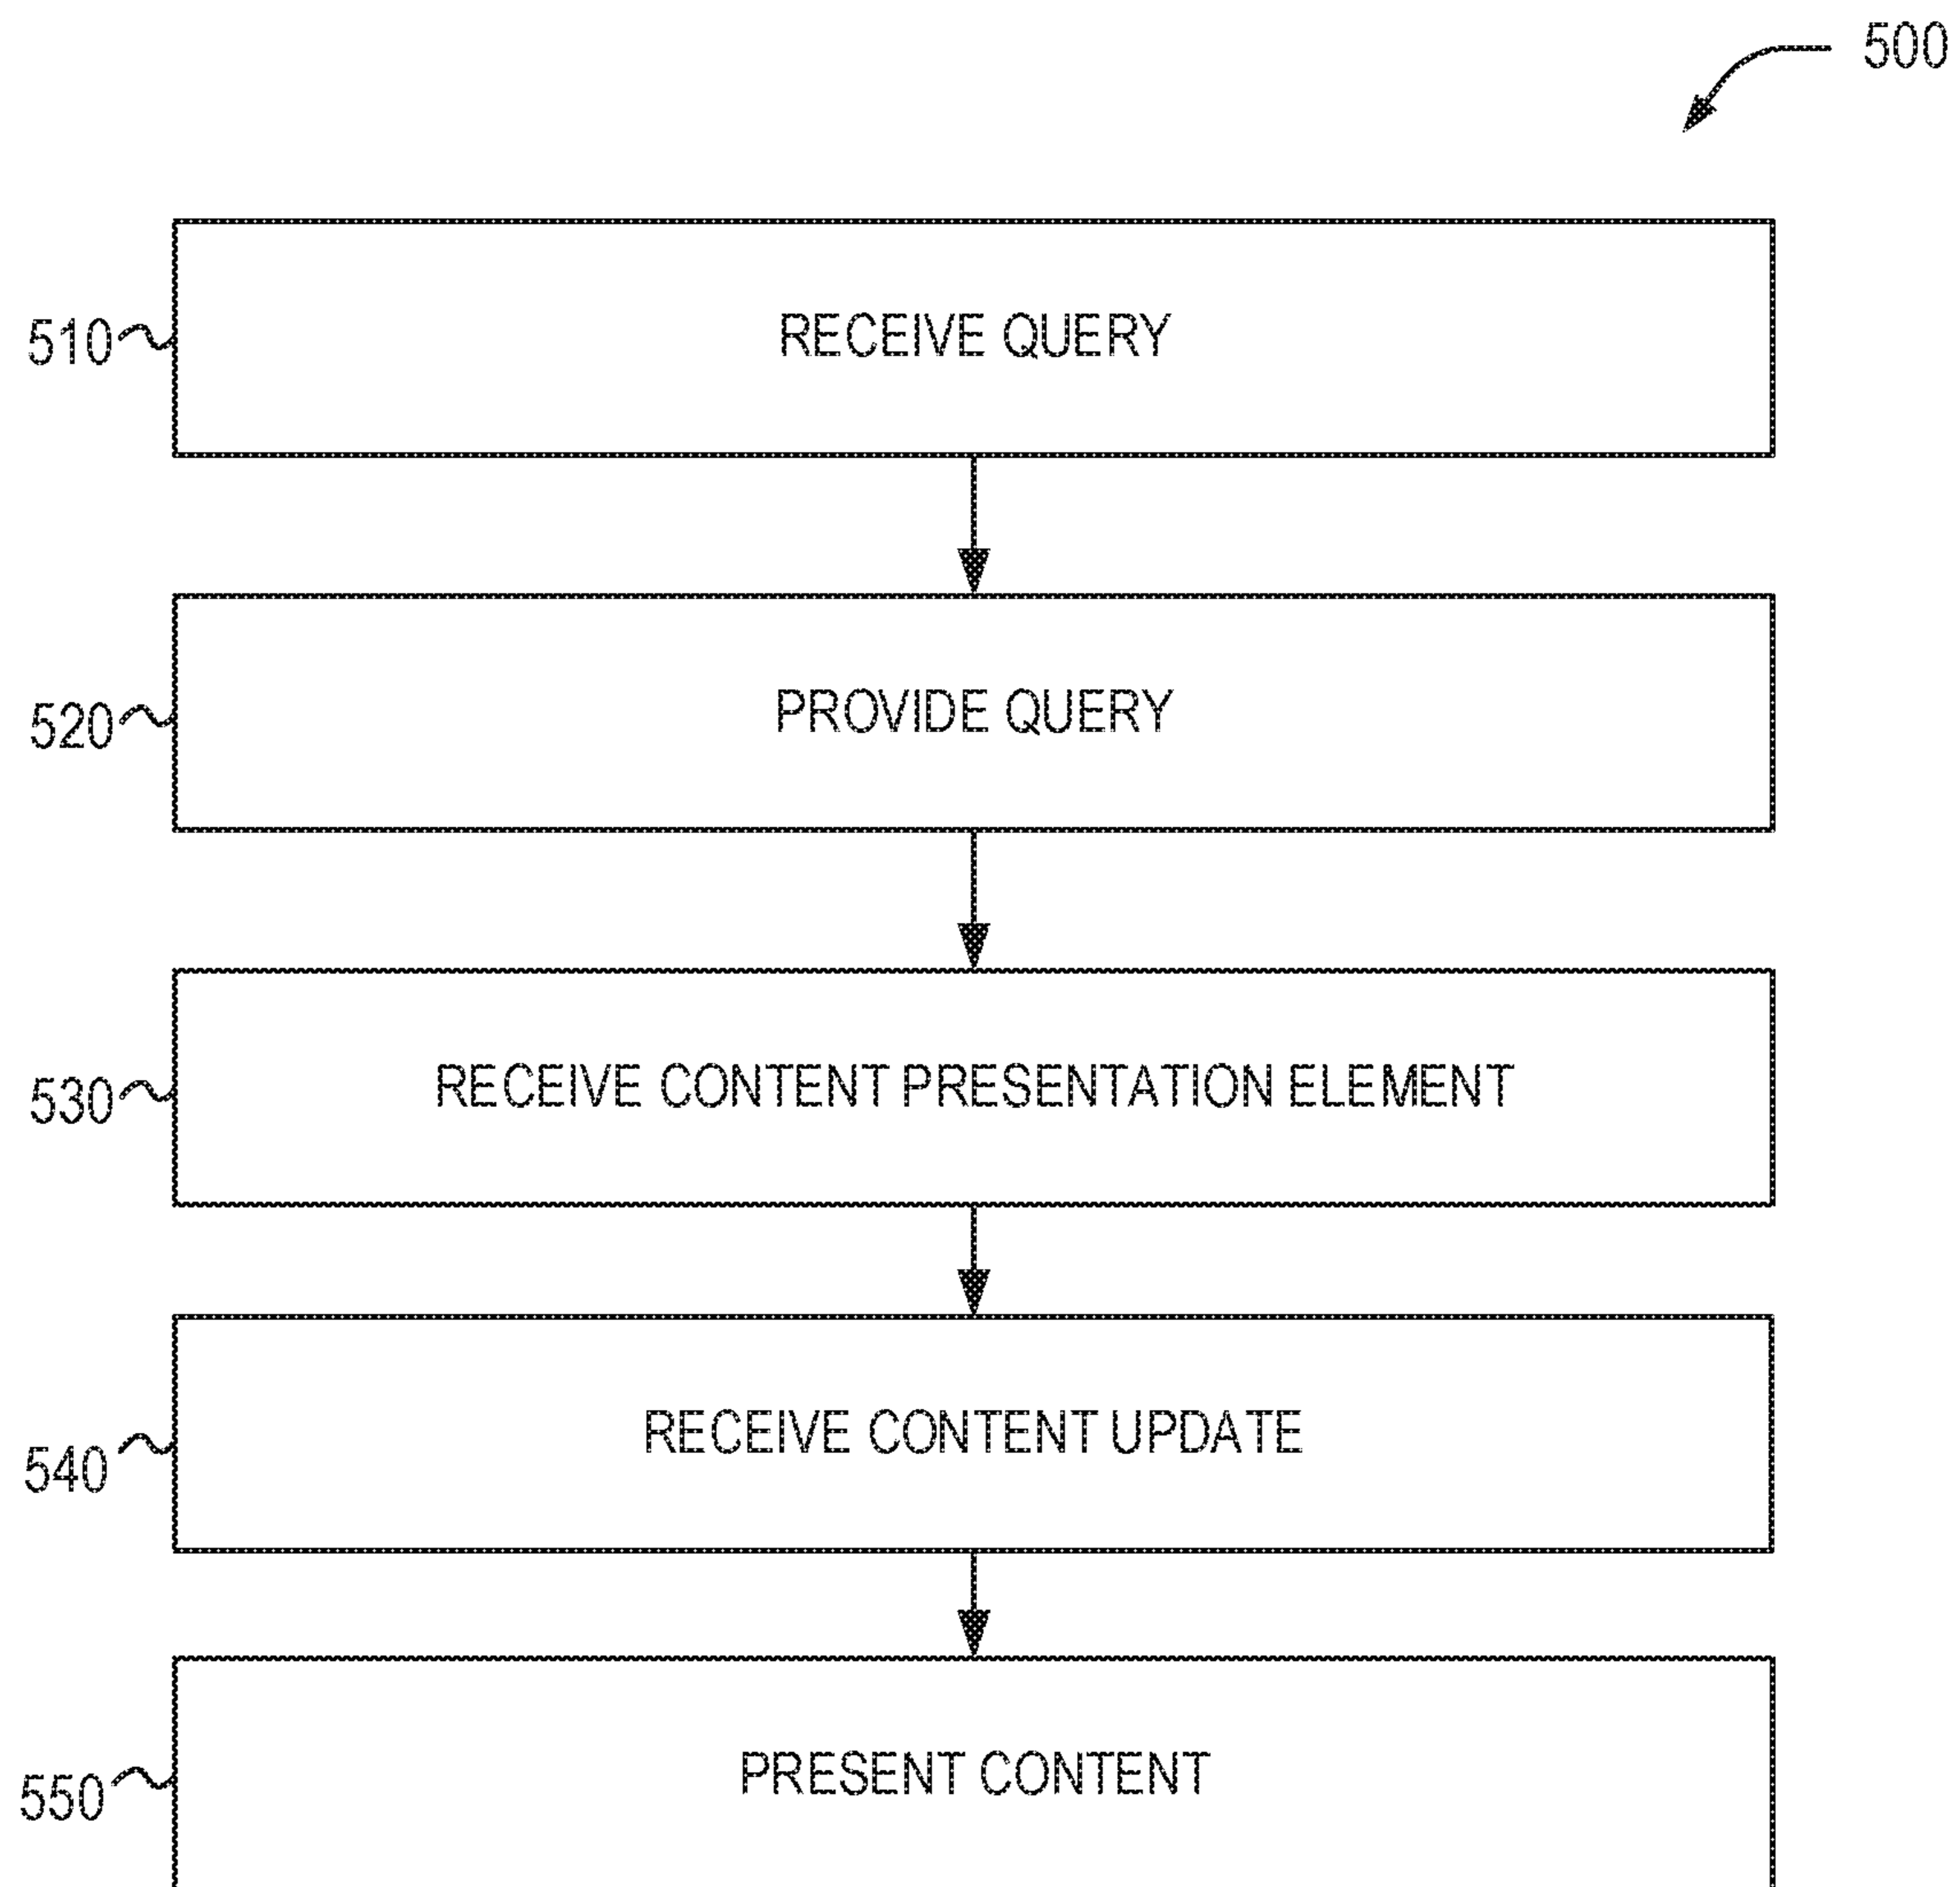 500
510
RECEIVE QUERY
520
PROVIDE QUERY
530
RECEIVE CONTENT PRESENTATION ELEMENT
540
RECEIVE CONTENT UPDATE
550
PRESENT CONTENT